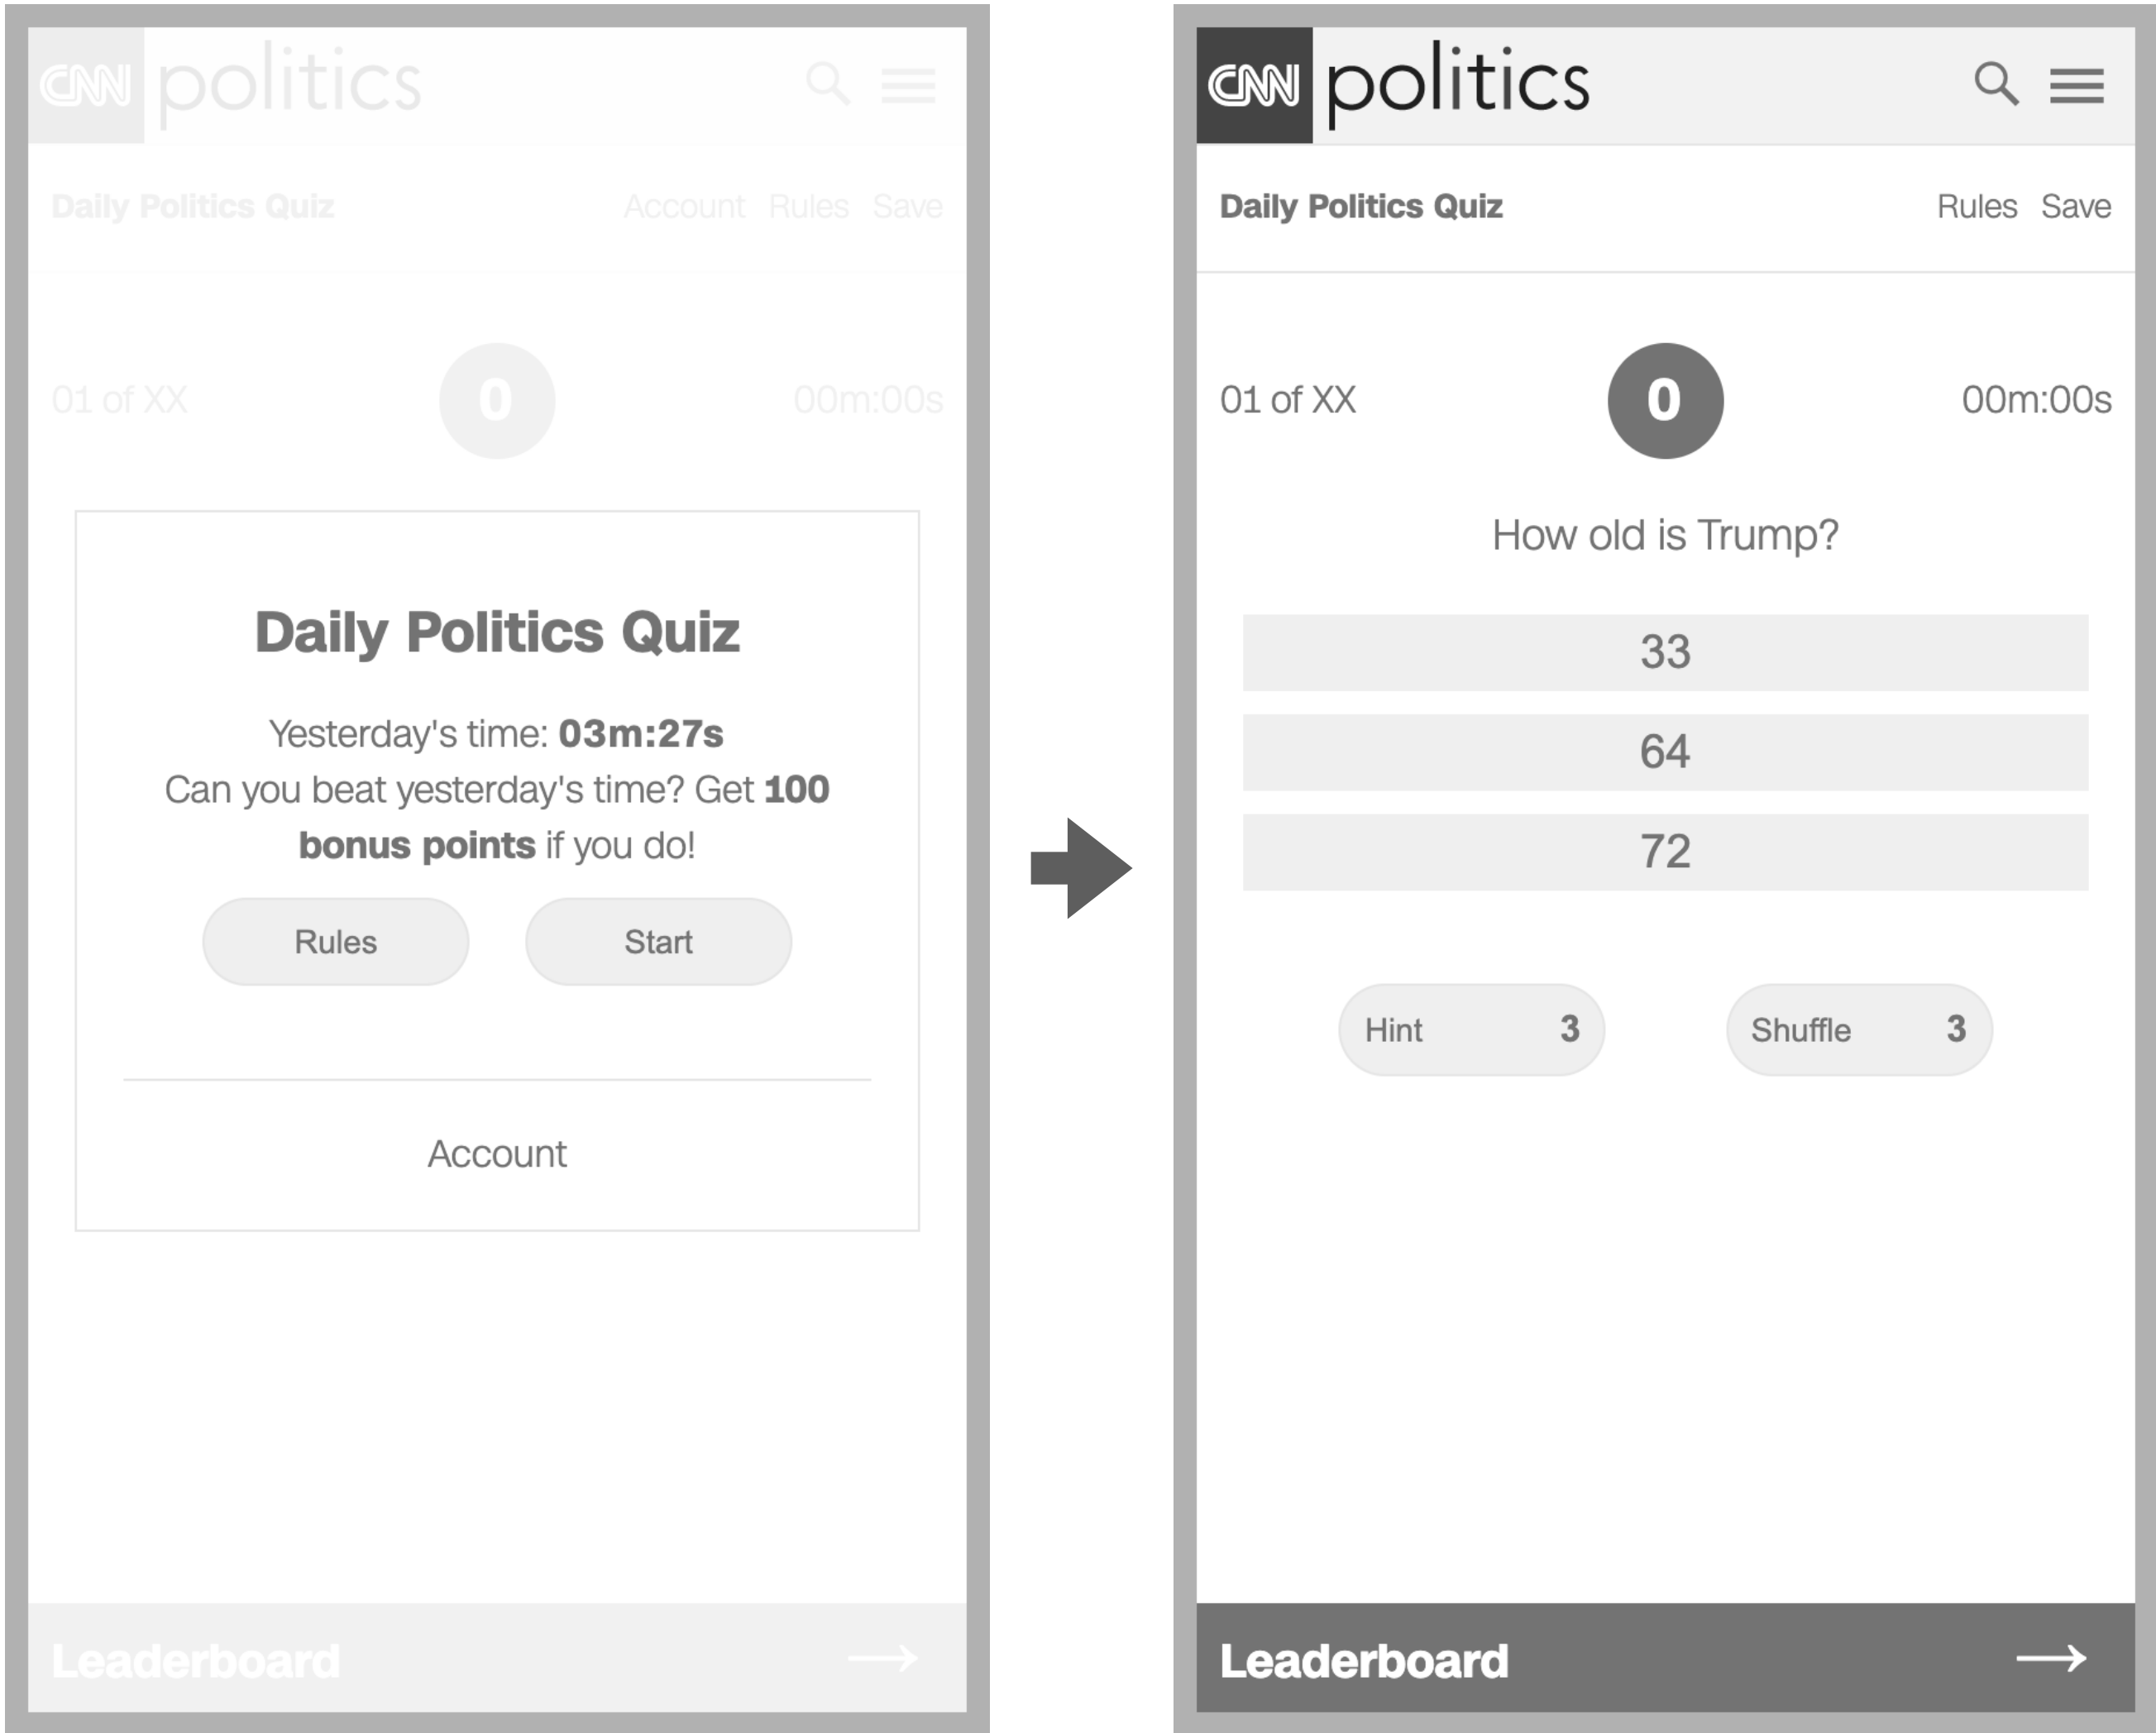 CNN politics
Daily Politics Quiz Account Rules Save
01 of XX 0 00m:00s
Daily Politics Quiz
Yesterday's time: 03m:27s
Can you beat yesterday's time? Get 100
bonus points if you do!
Rules Start
Account
Leaderboard
CNN politics
Daily Politics Quiz Rules Save
01 of XX 0 00m:00s
How old is Trump?
33
64
72
Hint 3 Shuffle 3
Leaderboard